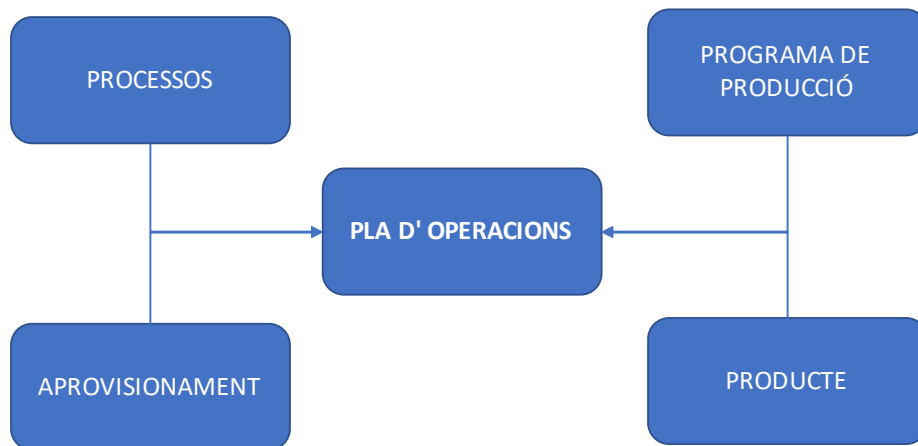 PROCESSOS
PROGRAMA DE
PRODUCCIÓ
PLA D' OPERACIONS
APROVISIONAMENT
PRODUCTE